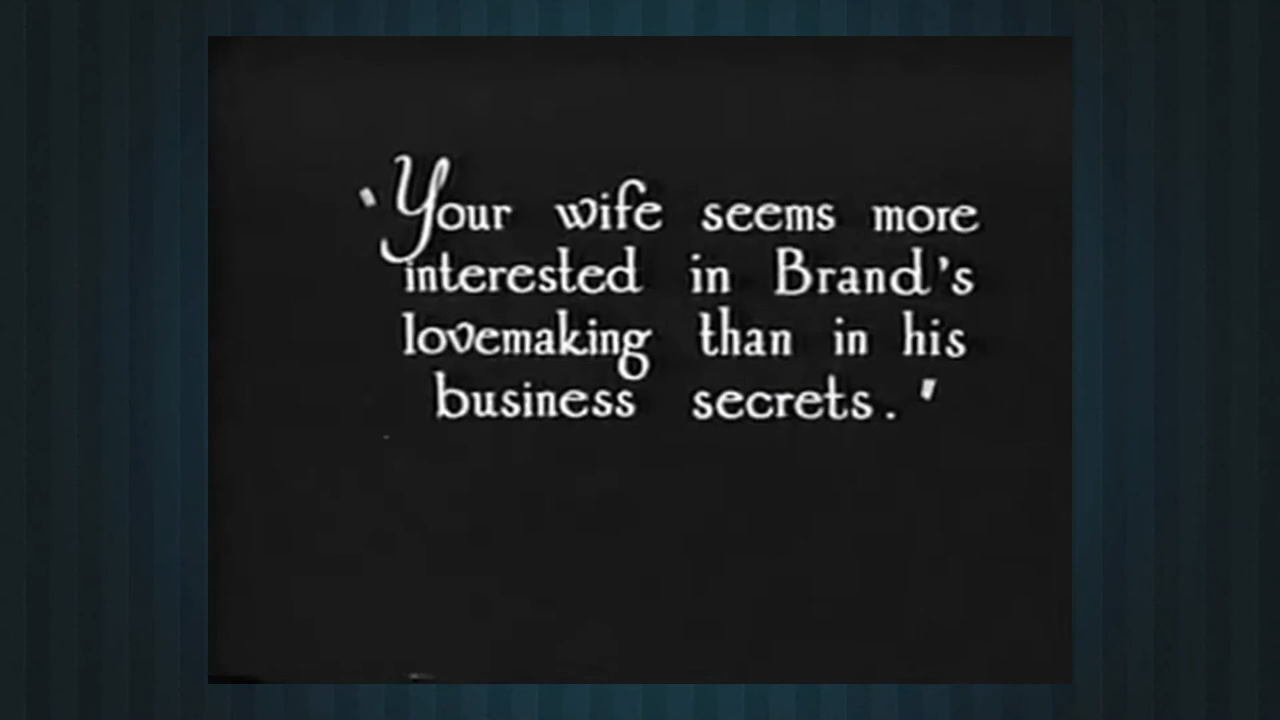 "Your wife seems more
interested in Brand's
lovemaking than in his
business secrets."